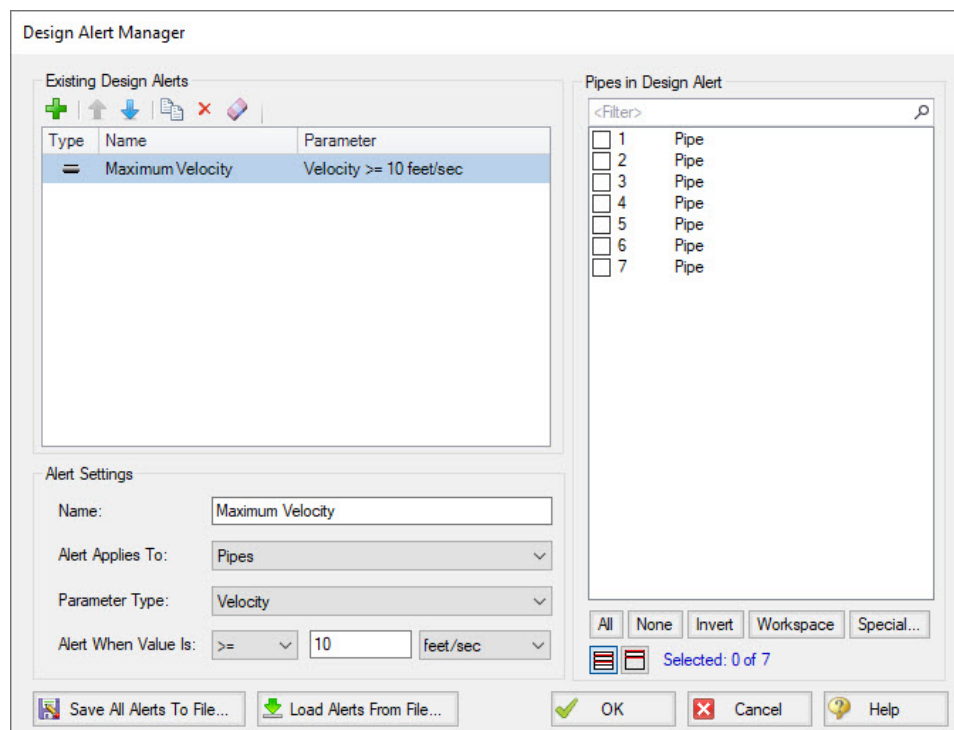 Design Alert Manager
Existing Design Alerts
Type Name Parameter
Maximum Velocity Velocity >= 10 feet/sec
Alert Settings
Name: Maximum Velocity
Alert Applies To: Pipes
Parameter Type: Velocity
Alert When Value Is: >= 10 feet/sec
Pipes in Design Alert
<Filter>
1 Pipe
2 Pipe
3 Pipe
4 Pipe
5 Pipe
6 Pipe
7 Pipe
All None Invert Workspace Special...
Selected: 0 of 7
Save All Alerts To File... Load Alerts From File... OK Cancel Help